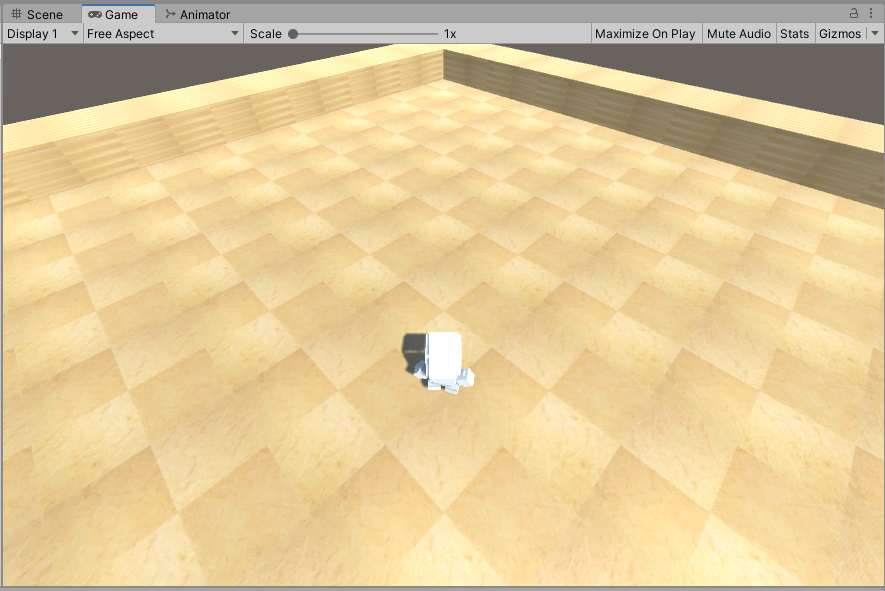 Scene Game Animator
Display 1 Free Aspect Scale 1x Maximize On Play Mute Audio Stats Gizmos